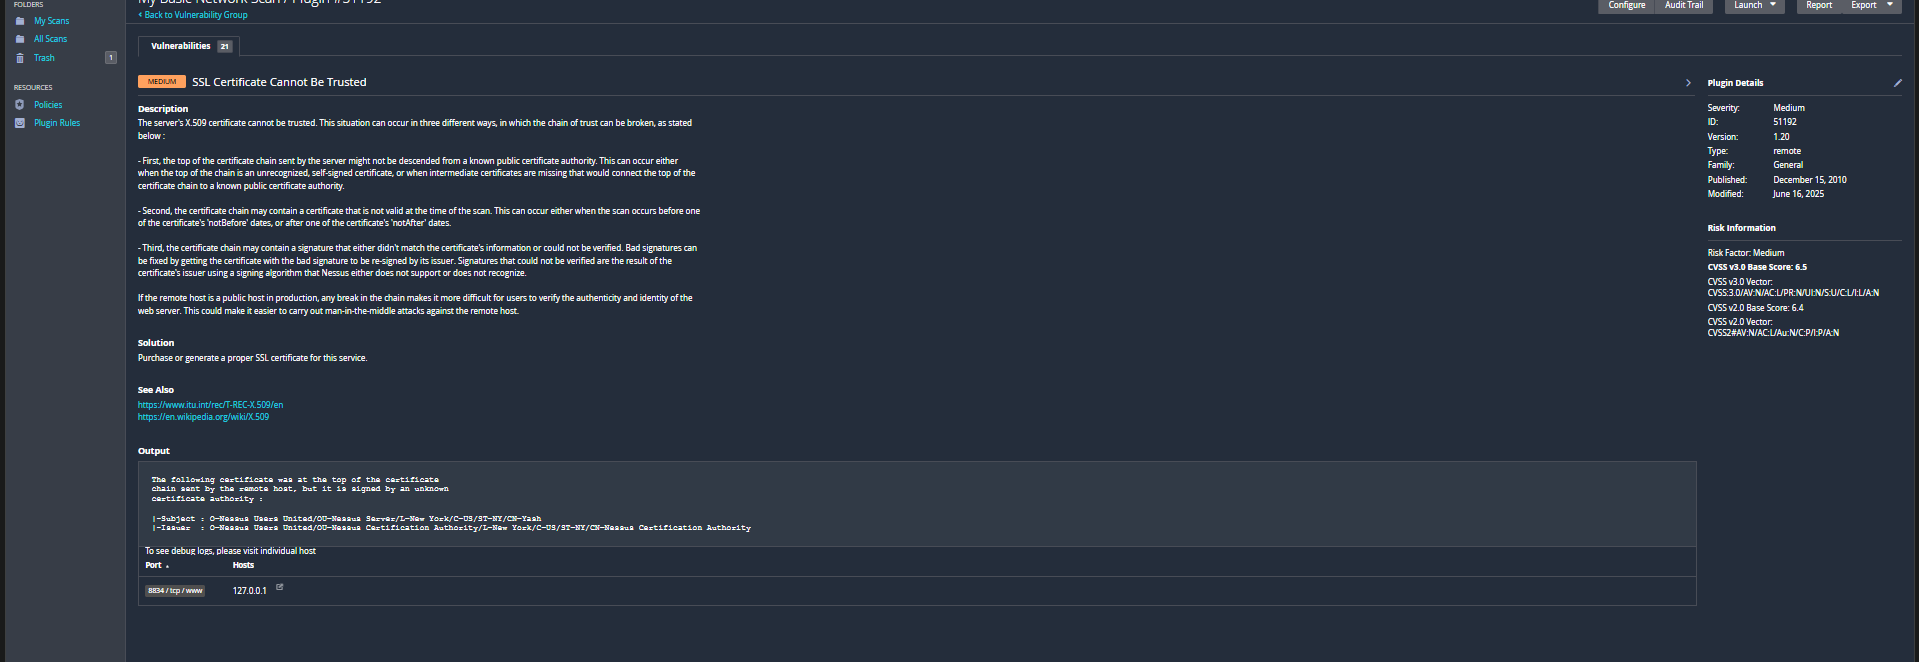 FOLDERS
My Scans
All Scans
Trash
1
RESOURCES
Policies
Plugin Rules
My Basic Network Scan / Plugin #51192
‹ Back to Vulnerability Group
Configure
Audit Trail
Launch
Report
Export
Vulnerabilities 21
MEDIUM SSL Certificate Cannot Be Trusted
Description
The server's X.509 certificate cannot be trusted. This situation can occur in three different ways, in which the chain of trust can be broken, as stated
below :
- First, the top of the certificate chain sent by the server might not be descended from a known public certificate authority. This can occur either
when the top of the chain is an unrecognized, self-signed certificate, or when intermediate certificates are missing that would connect the top of the
certificate chain to a known public certificate authority.
- Second, the certificate chain may contain a certificate that is not valid at the time of the scan. This can occur either when the scan occurs before one
of the certificate's 'notBefore' dates, or after one of the certificate's 'notAfter' dates.
- Third, the certificate chain may contain a signature that either didn't match the certificate's information or could not be verified. Bad signatures can
be fixed by getting the certificate with the bad signature to be re-signed by its issuer. Signatures that could not be verified are the result of the
certificate's issuer using a signing algorithm that Nessus either does not support or does not recognize.
If the remote host is a public host in production, any break in the chain makes it more difficult for users to verify the authenticity and identity of the
web server. This could make it easier to carry out man-in-the-middle attacks against the remote host.
Solution
Purchase or generate a proper SSL certificate for this service.
See Also
https://www.itu.int/rec/T-REC-X.509/en
https://en.wikipedia.org/wiki/X.509
Output
The following certificate was at the top of the certificate
chain sent by the remote host, but it is signed by an unknown
certificate authority :
|-Subject : O=Nessus Users United/OU=Nessus Server/L=New York/C=US/ST=NY/CN=Yash
|-Issuer : O=Nessus Users United/OU=Nessus Certification Authority/L=New York/C=US/ST=NY/CN=Nessus Certification Authority
To see debug logs, please visit individual host
Port Hosts
8834 / tcp / www 127.0.0.1
Plugin Details
Severity: Medium
ID: 51192
Version: 1.20
Type: remote
Family: General
Published: December 15, 2010
Modified: June 16, 2025
Risk Information
Risk Factor: Medium
CVSS v3.0 Base Score: 6.5
CVSS v3.0 Vector:
CVSS:3.0/AV:N/AC:L/PR:N/UI:N/S:U/C:L/I:L/A:N
CVSS v2.0 Base Score: 6.4
CVSS v2.0 Vector:
CVSS2#AV:N/AC:L/Au:N/C:P/I:P/A:N